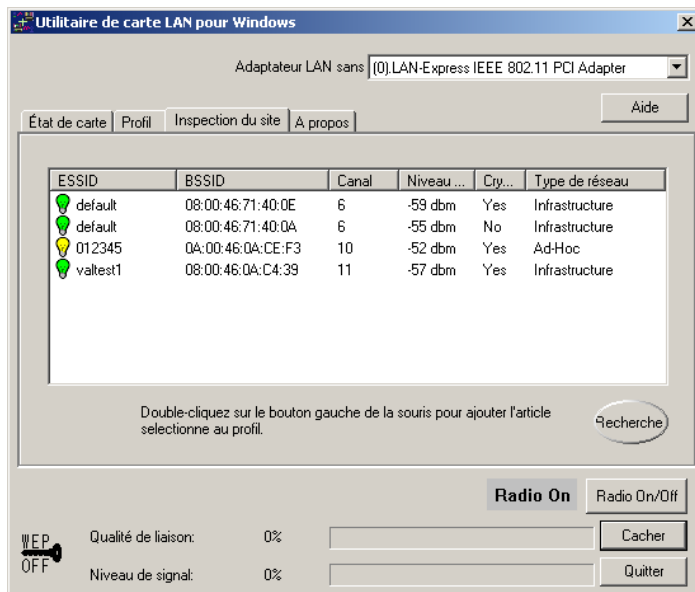 Utilitaire de carte LAN pour Windows
Adaptateur LAN sans (0).LAN-Express IEEE 802.11 PCI Adapter
Aide
État de carte Profil Inspection du site A propos
ESSID BSSID Canal Niveau ... Cry... Type de réseau
default 08:00:46:71:40:0E 6 -59 dbm Yes Infrastructure
default 08:00:46:71:40:0A 6 -55 dbm No Infrastructure
012345 0A:00:46:0A:CE:F3 10 -52 dbm Yes Ad-Hoc
valtest1 08:00:46:0A:C4:39 11 -57 dbm Yes Infrastructure
Double-cliquez sur le bouton gauche de la souris pour ajouter l'article
selectionne au profil.
Recherche
Radio On Radio On/Off
WEP
OFF
Qualité de liaison: 0% Cacher
Niveau de signal: 0% Quitter